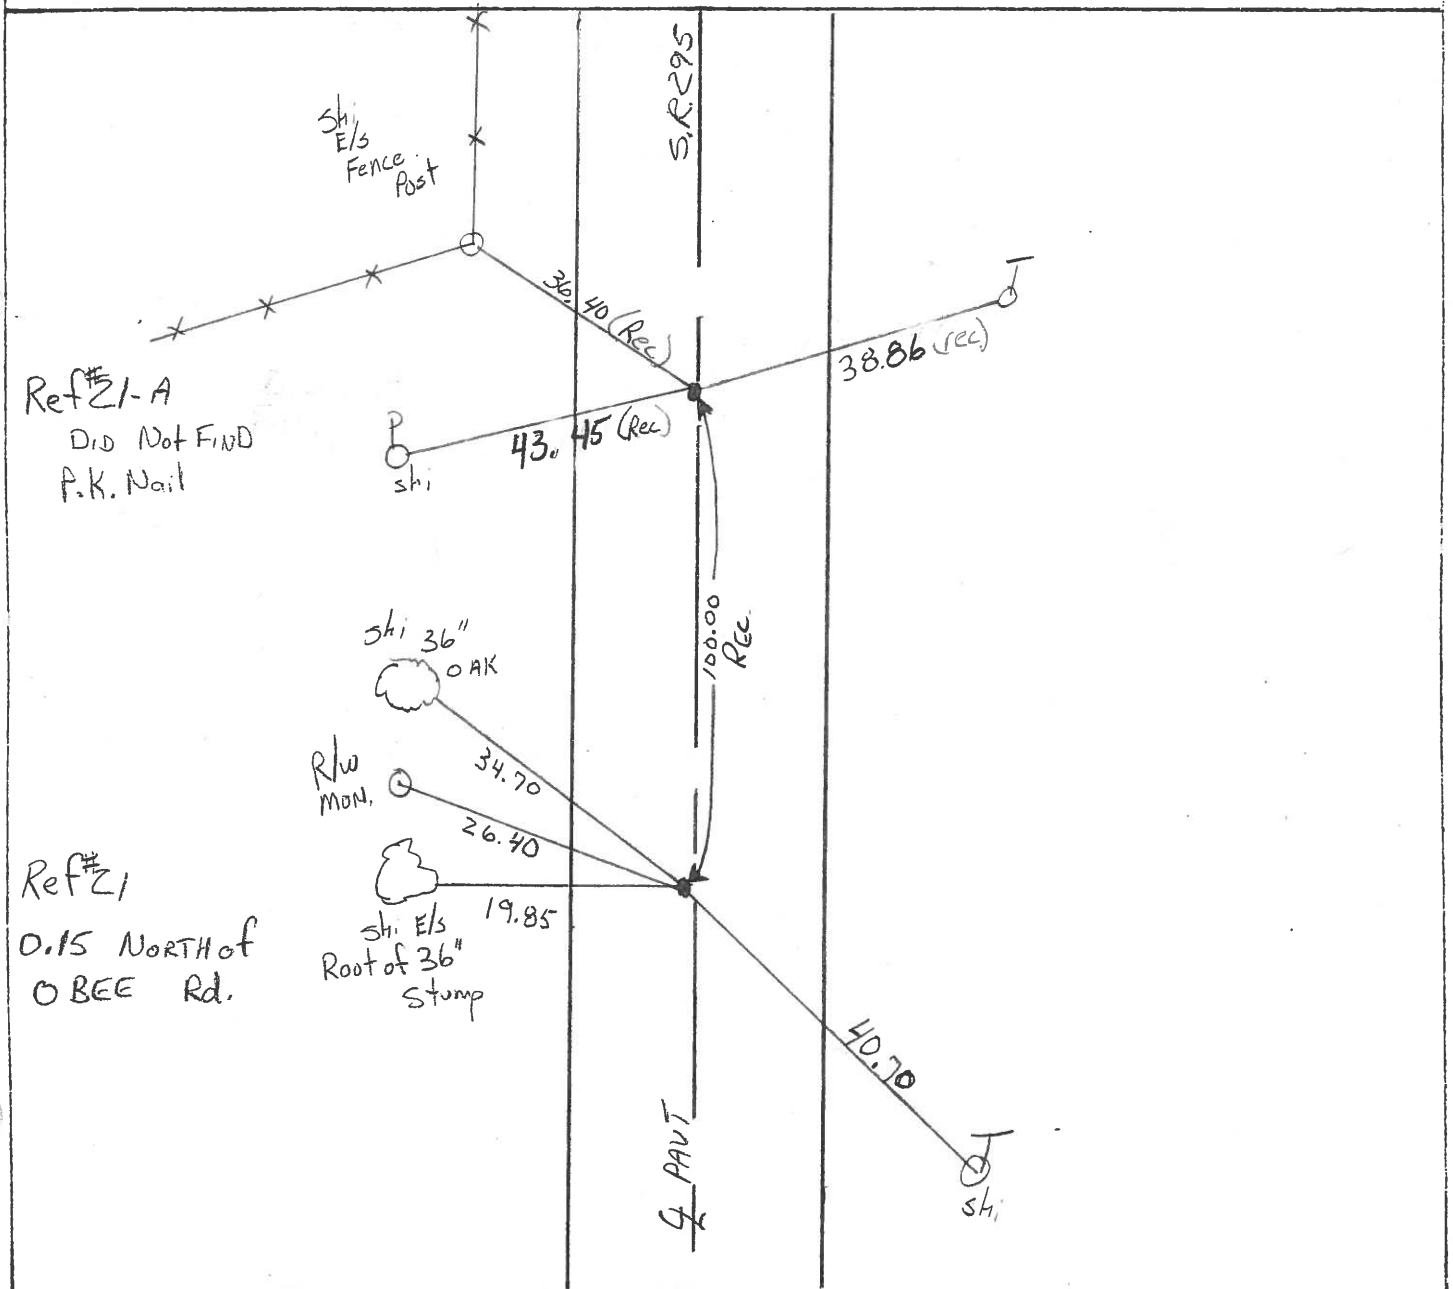 S.R.295
Shi
E/S
Fence
Post
36.40 (Rec)
T
38.86 (rec.)
Ref #21-A
DID Not FIND
P.K. Nail
P
43.45 (Rec)
shi
100.00
REC.
shi 36"
OAK
34.70
R/W
MON.
26.40
Ref #21
0.15 NORTH of
O BEE Rd.
19.85
shi E/S
Root of 36"
Stump
40.70
T
shi
℄ PAVT